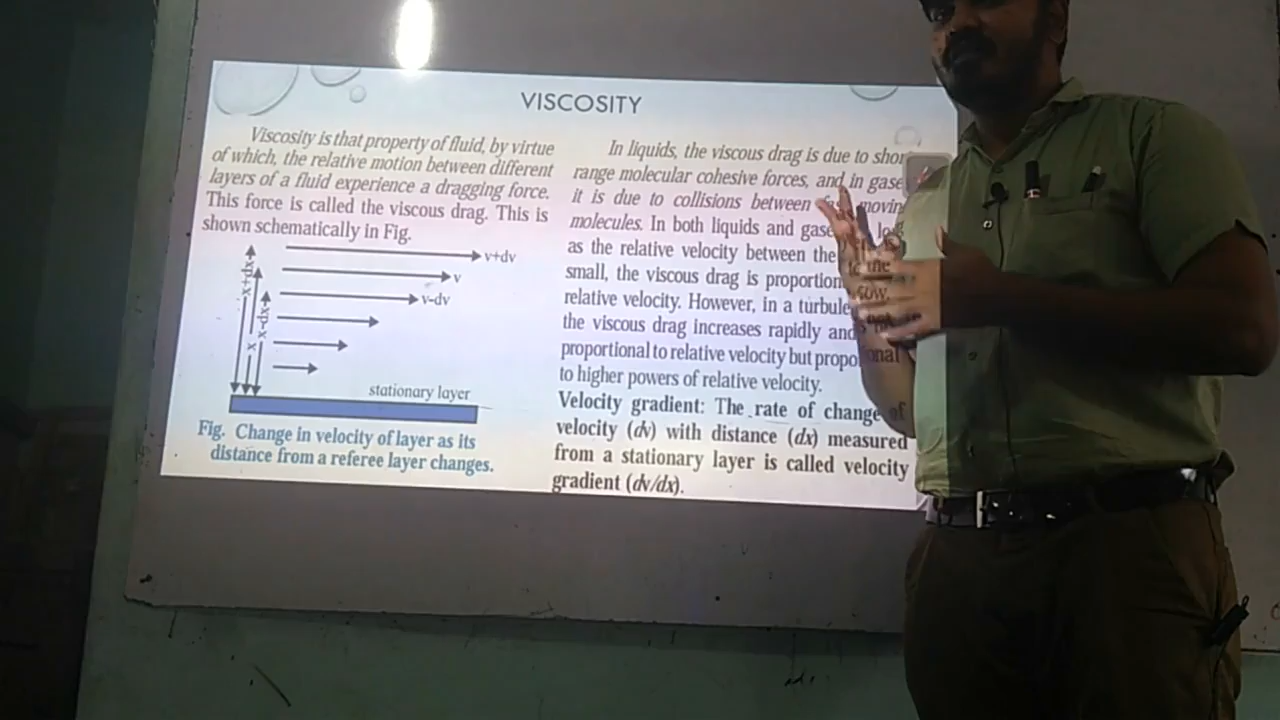 VISCOSITY
Viscosity is that property of fluid, by virtue
of which, the relative motion between different
layers of a fluid experience a dragging force.
This force is called the viscous drag. This is
shown schematically in Fig.
v+dv
v
v-dv
x+dx
x
x-dx
stationary layer
Fig. Change in velocity of layer as its
distance from a referee layer changes.
In liquids, the viscous drag is due to
range molecular cohesive forces, and in
it is due to collisions between
molecules. In both liquids and
as the relative velocity between the
small, the viscous drag is
to the
relative velocity. However, in a
the viscous drag increases rapidly and
proportional to relative velocity but
to higher powers of relative velocity.
Velocity gradient: The rate of change of
velocity (dv) with distance (dx) measured
from a stationary layer is called velocity
gradient (dv/dx).